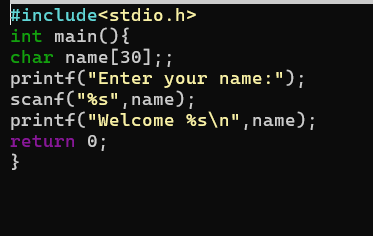 #include<stdio.h>
int main(){
char name[30];;
printf("Enter your name:");
scanf("%s",name);
printf("Welcome %s\n",name);
return 0;
}